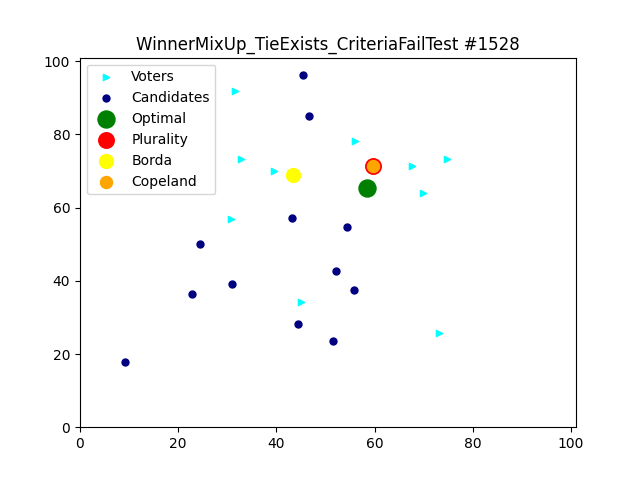 WinnerMixUp_TieExists_CriteriaFailTest #1528
100
80
60
40
20
0
Voters
Candidates
Optimal
Plurality
Borda
Copeland
0 20 40 60 80 100